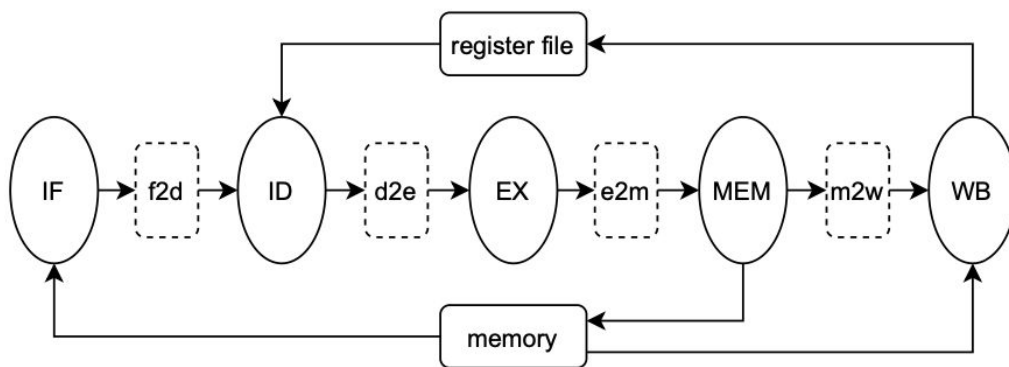 register file
IF
f2d
ID
d2e
EX
e2m
MEM
m2w
WB
memory